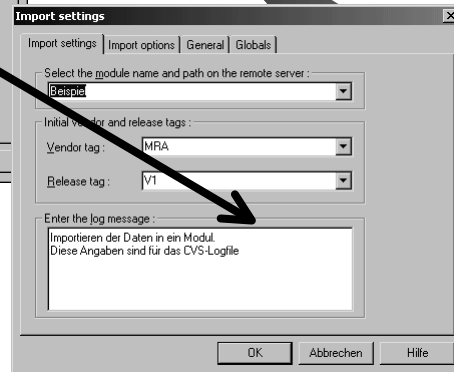 Import settings
Import settings Import options General Globals
Select the module name and path on the remote server :
Beispiel
Initial vendor and release tags :
Vendor tag : MRA
Release tag : V1
Enter the log message :
Importieren der Daten in ein Modul.
Diese Angaben sind für das CVS-Logfile
OK Abbrechen Hilfe